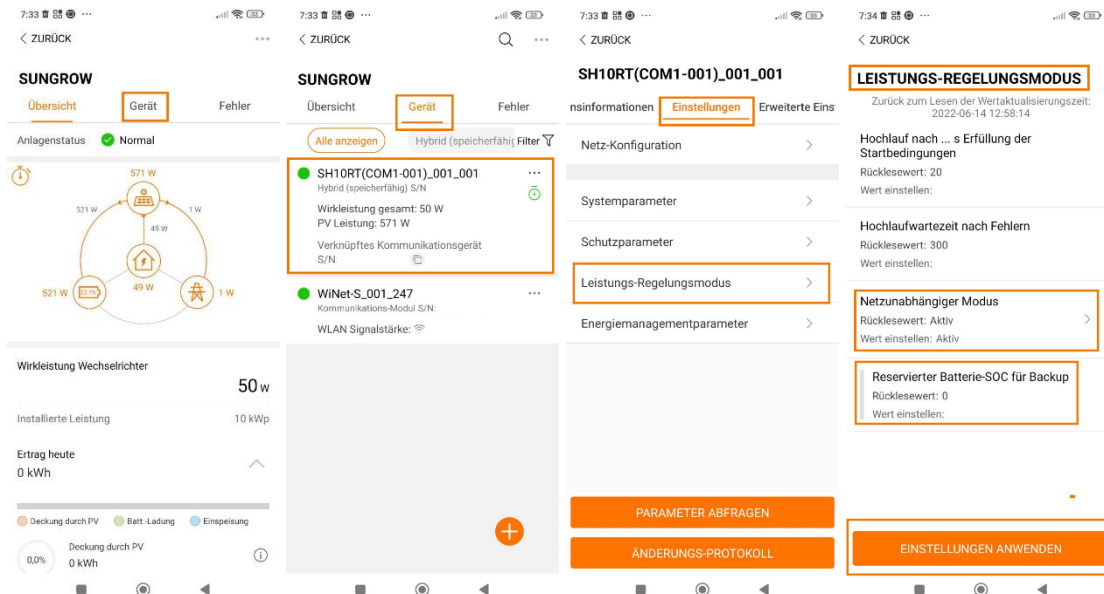 7:33
33
ZURÜCK
SUNGROW
Übersicht
Gerät
Fehler
Anlagenstatus
Normal
571 W
521 W
1 W
49 W
521 W
49 W
1 W
Wirkleistung Wechselrichter
50 W
Installierte Leistung
10 kWp
Ertrag heute
0 kWh
Deckung durch PV
Batt.-Ladung
Einspeisung
0,0%
Deckung durch PV
0 kWh
7:33
33
ZURÜCK
SUNGROW
Übersicht
Gerät
Fehler
Alle anzeigen
Hybrid (speicherfähig
Filter
SH10RT(COM1-001)_001_001
Hybrid (speicherfähig) S/N
Wirkleistung gesamt: 50 W
PV Leistung: 571 W
Verknüpftes Kommunikationsgerät
S/N:
WiNet-S_001_247
Kommunikations-Modul S/N:
WLAN Signalstärke:
7:33
33
ZURÜCK
SH10RT(COM1-001)_001_001
nsinformationen
Einstellungen
Erweiterte Eins
Netz-Konfiguration
Systemparameter
Schutzparameter
Leistungs-Regelungsmodus
Energiemanagementparameter
PARAMETER ABFRAGEN
ÄNDERUNGS-PROTOKOLL
7:34
33
ZURÜCK
LEISTUNGS-REGELUNGSMODUS
Zurück zum Lesen der Wertaktualisierungszeit:
2022-06-14 12:58:14
Hochlauf nach ... s Erfüllung der
Startbedingungen
Rücklesewert: 20
Wert einstellen:
Hochlaufwartezeit nach Fehlern
Rücklesewert: 300
Wert einstellen:
Netzunabhängiger Modus
Rücklesewert: Aktiv
Wert einstellen: Aktiv
Reservierter Batterie-SOC für Backup
Rücklesewert: 0
Wert einstellen:
EINSTELLUNGEN ANWENDEN